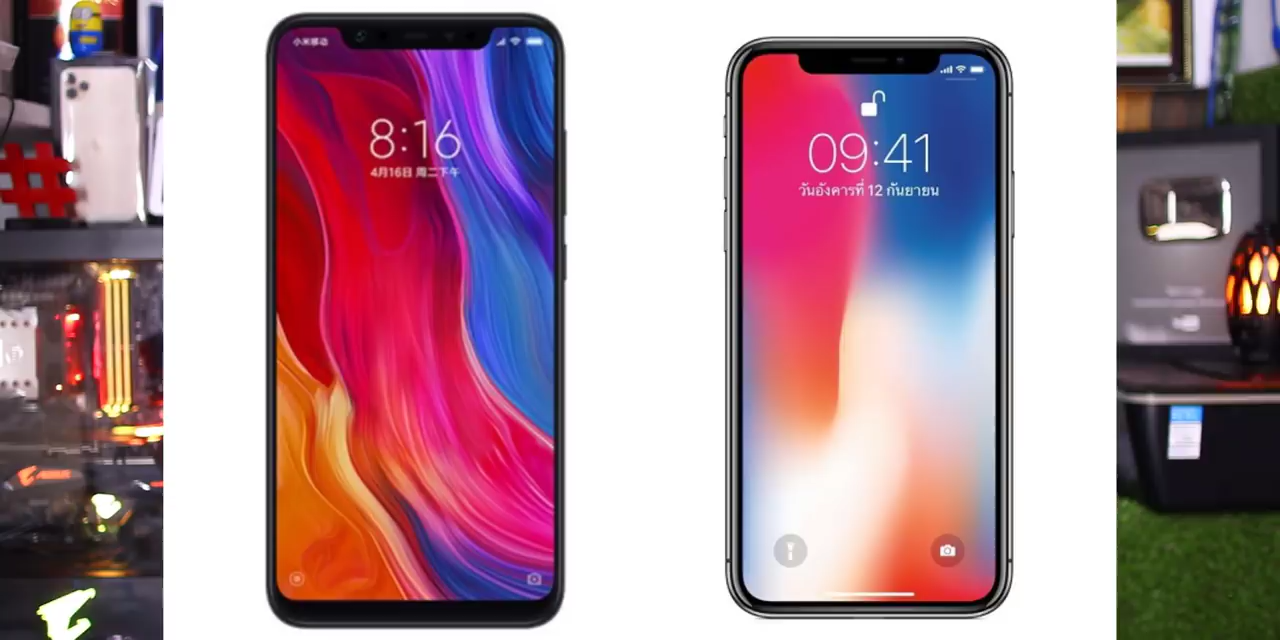 小米移动
8:16
4月16日 周二下午
09:41
วันอังคารที่ 12 กันยายน